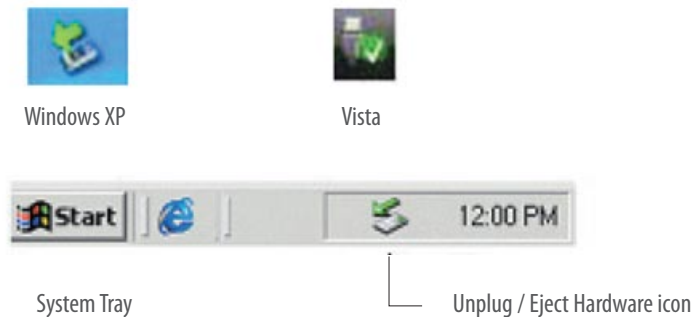 Windows XP
Vista
Start
12:00 PM
System Tray
Unplug / Eject Hardware icon